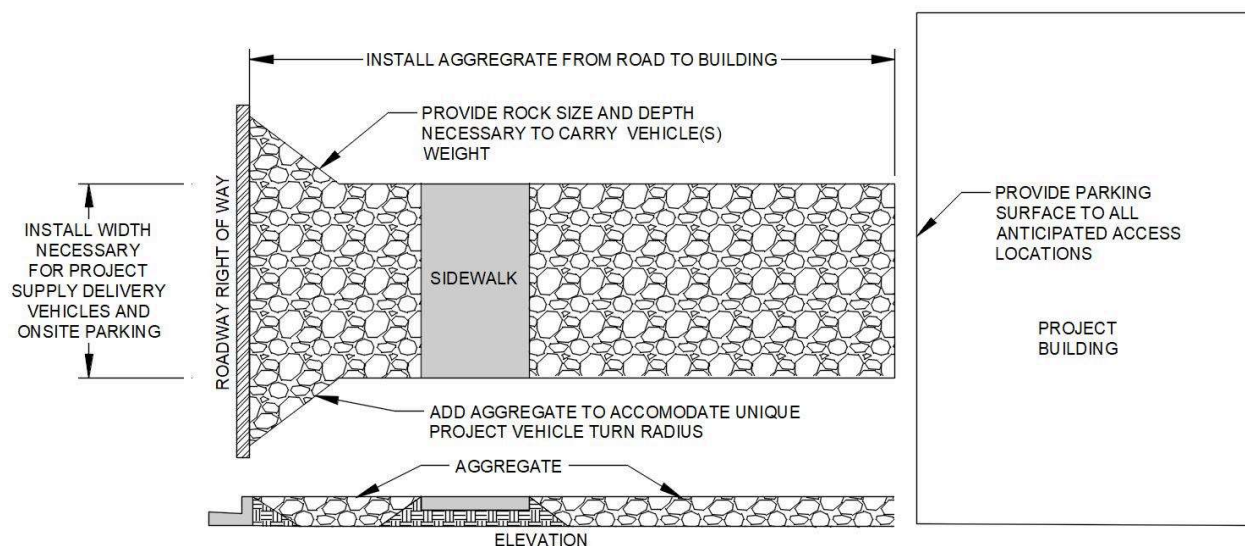 INSTALL AGGREGRATE FROM ROAD TO BUILDING
PROVIDE ROCK SIZE AND DEPTH
NECESSARY TO CARRY VEHICLE(S)
WEIGHT
INSTALL WIDTH
NECESSARY
FOR PROJECT
SUPPLY DELIVERY
VEHICLES AND
ONSITE PARKING
ROADWAY RIGHT OF WAY
SIDEWALK
PROVIDE PARKING
SURFACE TO ALL
ANTICIPATED ACCESS
LOCATIONS
PROJECT
BUILDING
ADD AGGREGATE TO ACCOMODATE UNIQUE
PROJECT VEHICLE TURN RADIUS
AGGREGATE
ELEVATION